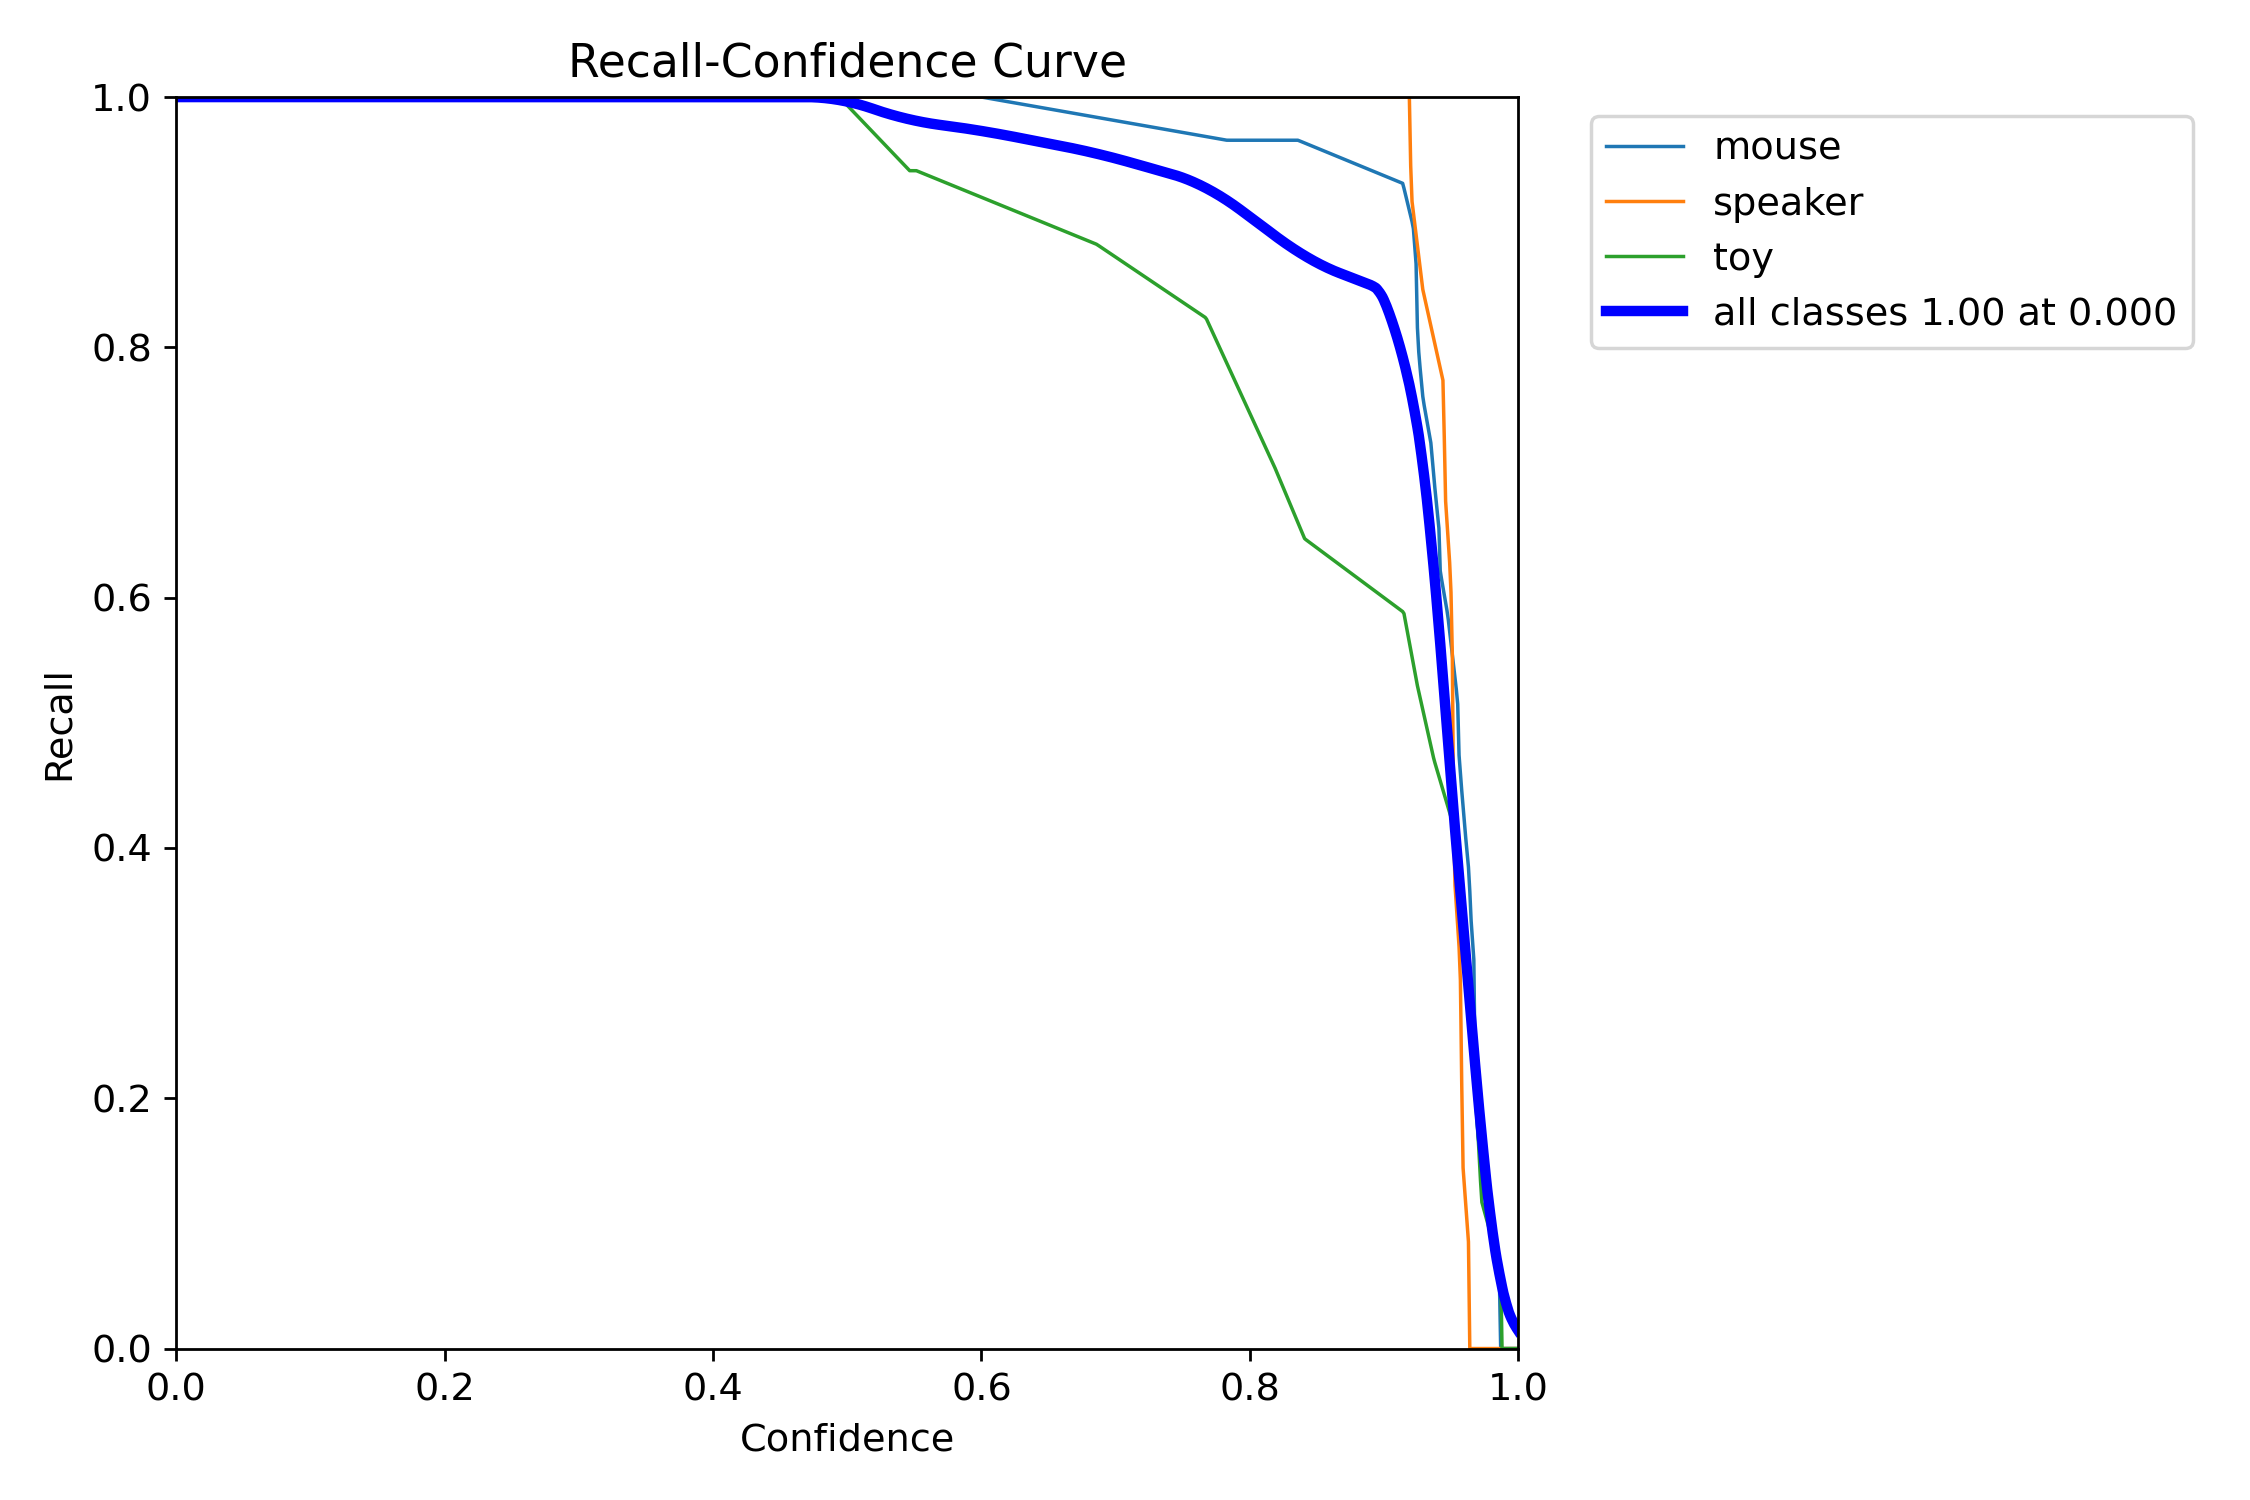 Recall-Confidence Curve
1.0
0.8
0.6
0.4
0.2
0.0
Recall
0.0 0.2 0.4 0.6 0.8 1.0
Confidence
mouse
speaker
toy
all classes 1.00 at 0.000